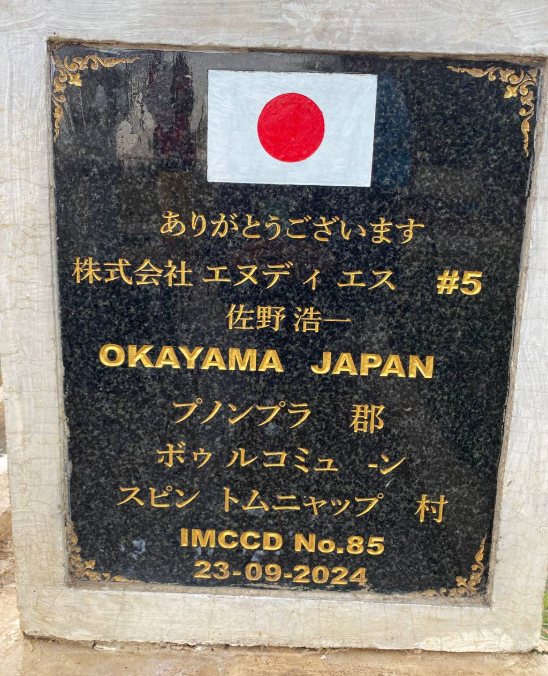 ありがとうございます
株式会社 エヌディ エス #5
佐野 浩一
OKAYAMA JAPAN
プノンプラ 郡
ボゥ ルコミュ -ン
スピン トムニャップ 村
IMCCD No.85
23-09-2024